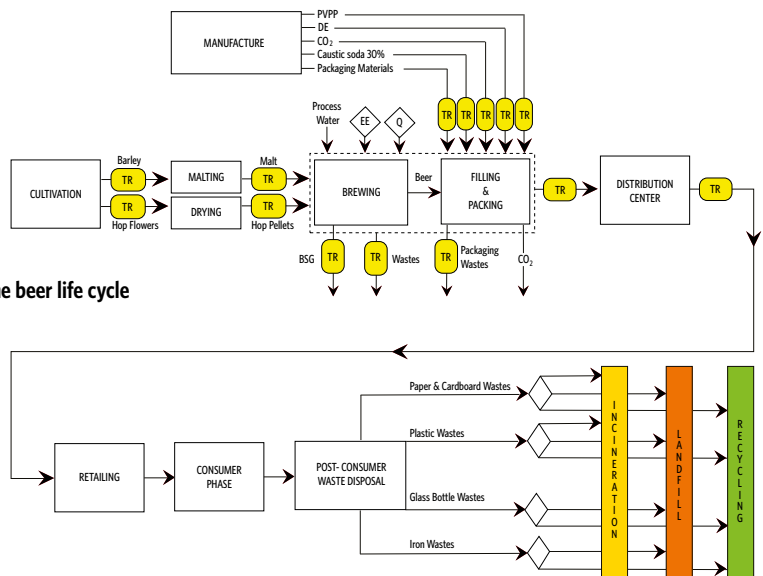 PVPP
DE
CO₂
Caustic soda 30%
Packaging Materials
MANUFACTURE
TR
TR
TR
TR
TR
Process
Water
EE
Q
Barley
TR
MALTING
Malt
TR
CULTIVATION
TR
Hop Flowers
DRYING
TR
Hop Pellets
BREWING
Beer
FILLING
&
PACKING
TR
DISTRIBUTION
CENTER
TR
BSG
TR
TR
Wastes
TR
Packaging
Wastes
CO₂
e beer life cycle
Paper & Cardboard Wastes
Plastic Wastes
Glass Bottle Wastes
Iron Wastes
RETAILING
CONSUMER
PHASE
POST- CONSUMER
WASTE DISPOSAL
INCINERATION
LANDFILL
RECYCLING